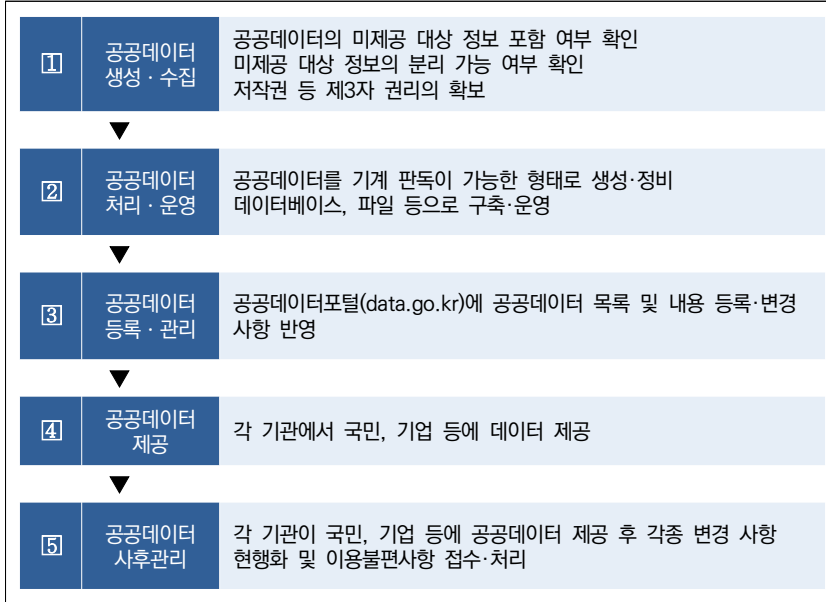 1
공공데이터
생성 · 수집
공공데이터의 미제공 대상 정보 포함 여부 확인
미제공 대상 정보의 분리 가능 여부 확인
저작권 등 제3자 권리의 확보
▼
2
공공데이터
처리 · 운영
공공데이터를 기계 판독이 가능한 형태로 생성·정비
데이터베이스, 파일 등으로 구축·운영
▼
3
공공데이터
등록 · 관리
공공데이터포털(data.go.kr)에 공공데이터 목록 및 내용 등록·변경
사항 반영
▼
4
공공데이터
제공
각 기관에서 국민, 기업 등에 데이터 제공
▼
5
공공데이터
사후관리
각 기관이 국민, 기업 등에 공공데이터 제공 후 각종 변경 사항
현행화 및 이용불편사항 접수·처리